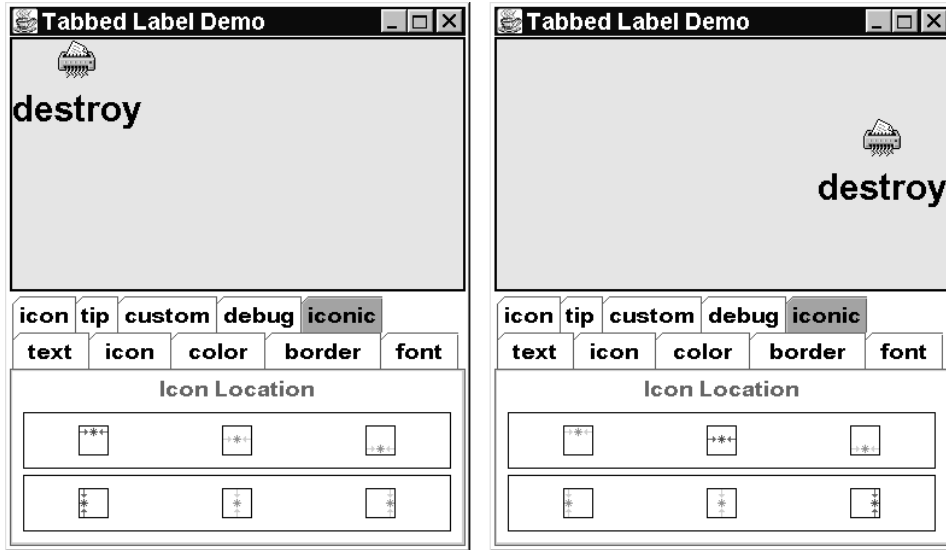 Tabbed Label Demo
destroy
icon tip custom debug iconic
text icon color border font
Icon Location
Tabbed Label Demo
destroy
icon tip custom debug iconic
text icon color border font
Icon Location